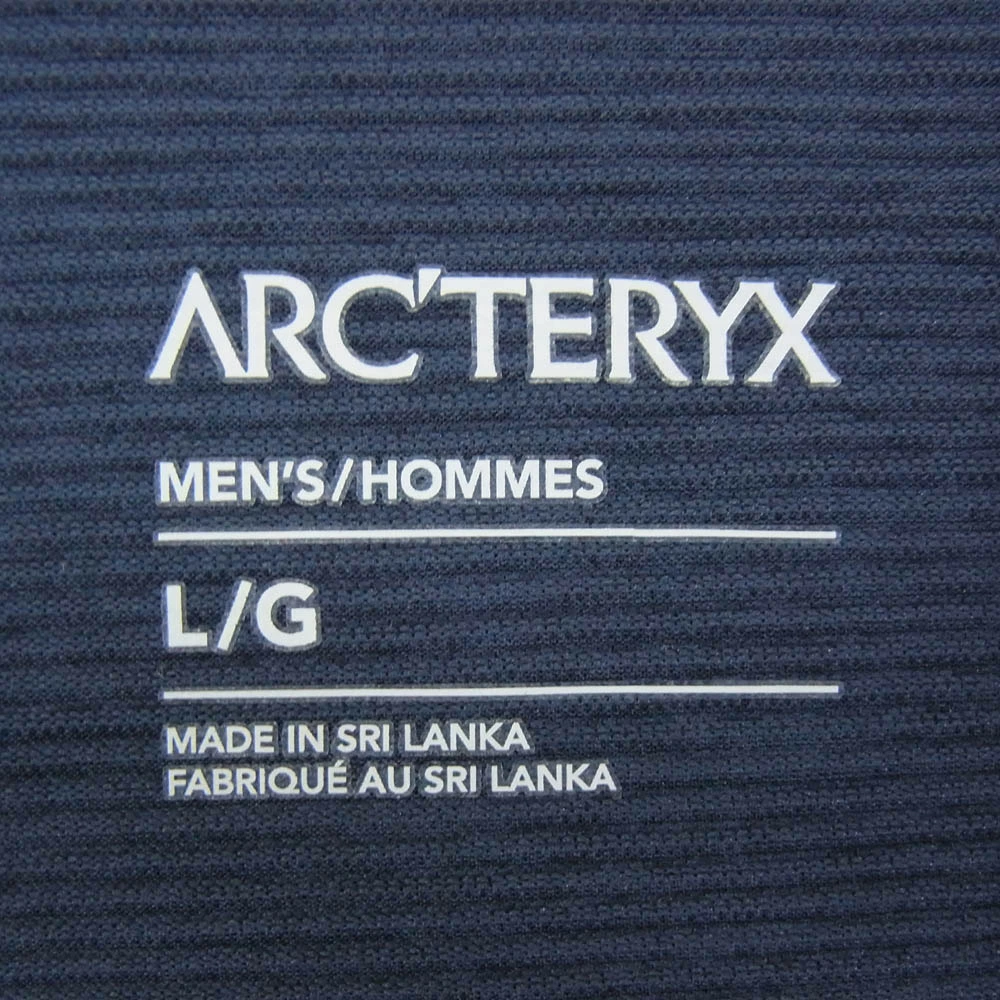 ARC'TERYX
MEN'S/HOMMES
L/G
MADE IN SRI LANKA
FABRIQUÉ AU SRI LANKA